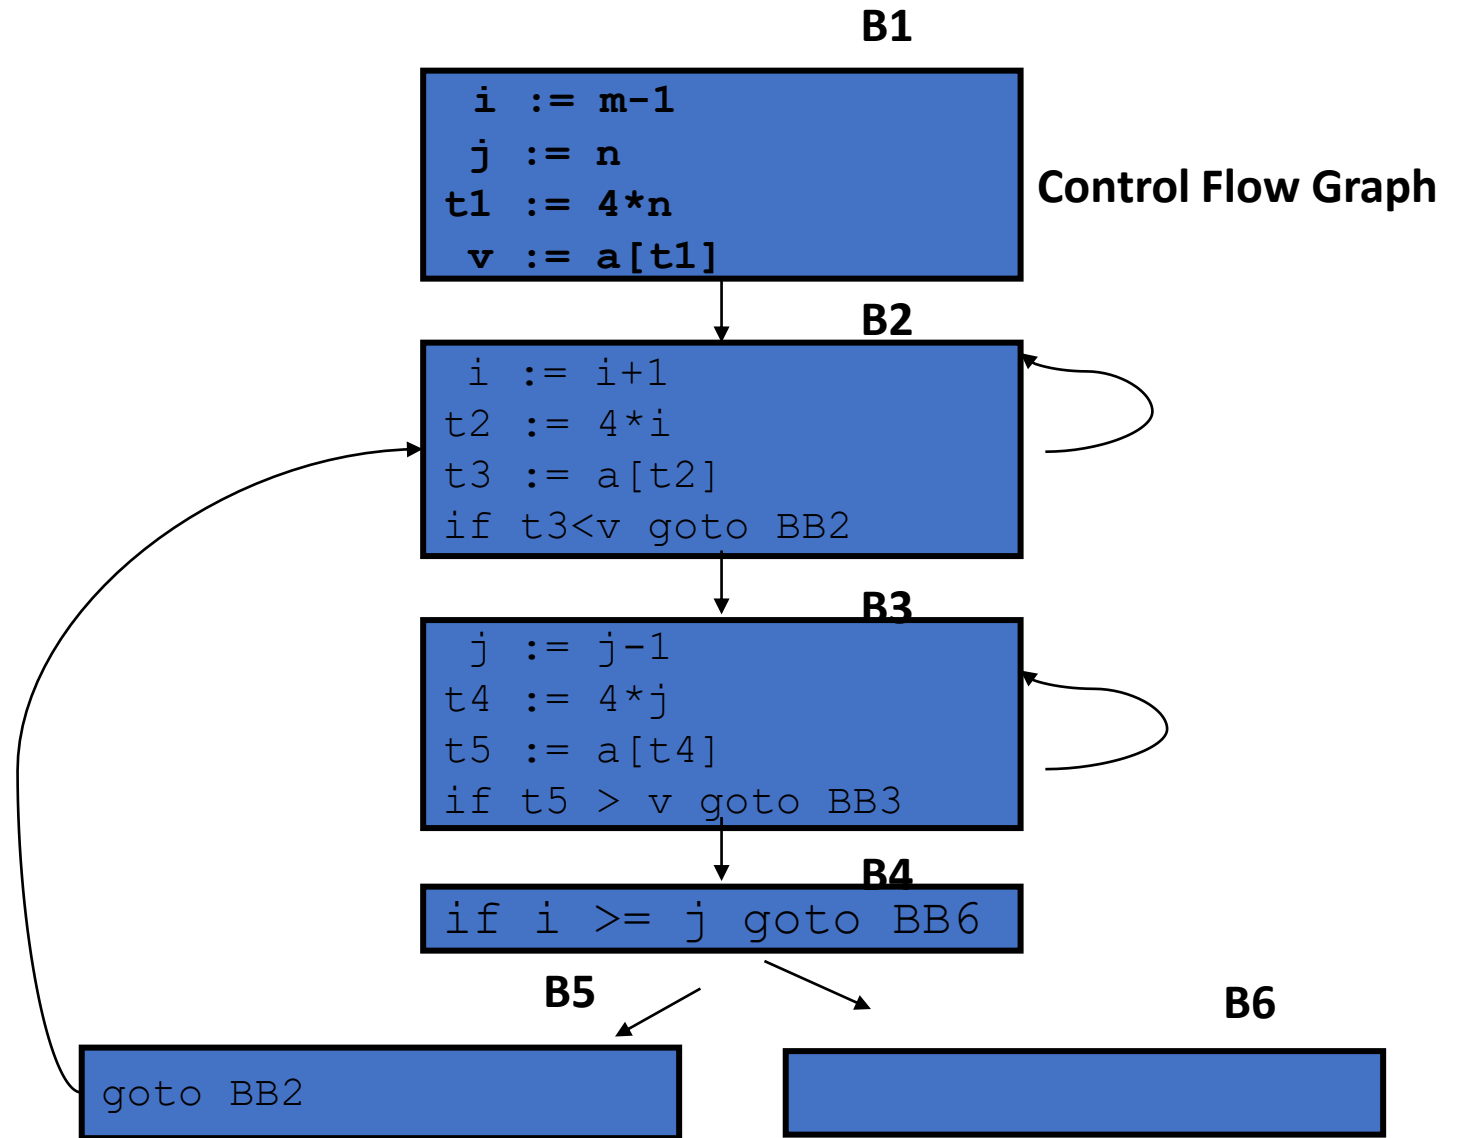 B1
i := m-1
j := n
t1 := 4*n
v := a[t1]
Control Flow Graph
B2
i := i+1
t2 := 4*i
t3 := a[t2]
if t3<v goto BB2
B3
j := j-1
t4 := 4*j
t5 := a[t4]
if t5 > v goto BB3
B4
if i >= j goto BB6
B5
B6
goto BB2